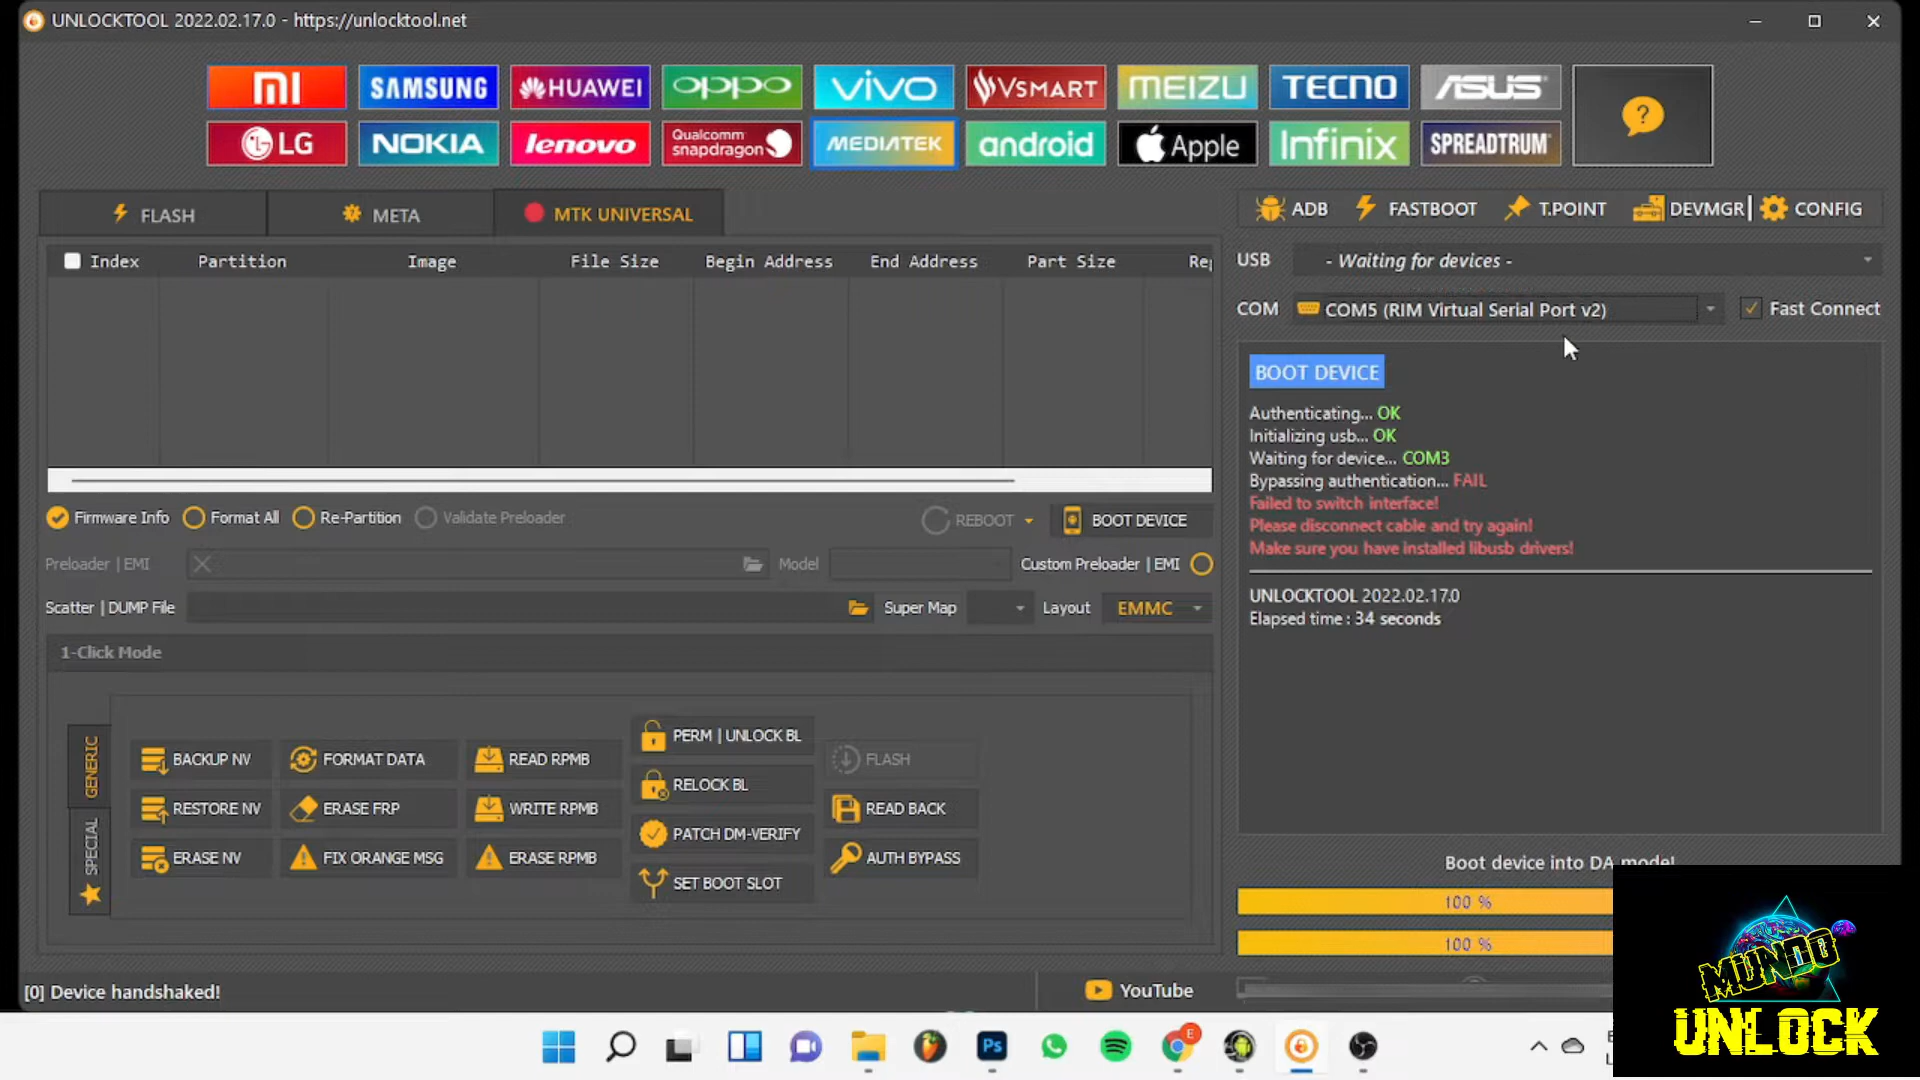 UNLOCKTOOL 2022.02.17.0 - https://unlocktool.net
MI SAMSUNG HUAWEI oppo vivo VSMART MEIZU TECNO ASUS
LG NOKIA lenovo Qualcomm snapdragon MEDIATEK android Apple Infinix SPREADTRUM
?
FLASH META MTK UNIVERSAL
ADB FASTBOOT T.POINT DEVMGR CONFIG
Index Partition Image File Size Begin Address End Address Part Size
USB - Waiting for devices -
COM COM5 (RIM Virtual Serial Port v2) Fast Connect
BOOT DEVICE
Authenticating... OK
Initializing usb... OK
Waiting for device... COM3
Bypassing authentication... FAIL
Failed to switch interface!
Please disconnect cable and try again!
Make sure you have installed libusb drivers!
UNLOCKTOOL 2022.02.17.0
Elapsed time : 34 seconds
Firmware Info Format All Re-Partition Validate Preloader REBOOT BOOT DEVICE
Preloader | EMI Model Custom Preloader | EMI
Scatter | DUMP File Super Map Layout EMMC
1-Click Mode
GENERIC
SPECIAL
BACKUP NV FORMAT DATA READ RPMB PERM | UNLOCK BL FLASH
RESTORE NV ERASE FRP WRITE RPMB RELOCK BL READ BACK
ERASE NV FIX ORANGE MSG ERASE RPMB PATCH DM-VERIFY AUTH BYPASS
SET BOOT SLOT
Boot device into DA mode!
100 %
100 %
[0] Device handshaked!
YouTube
Ps
E
MUNDO
UNLOCK